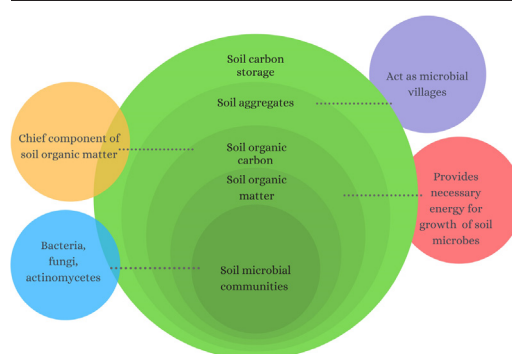 Soil carbon
storage
Act as microbial
villages
Soil aggregates
Chief component of
soil organic matter
Soil organic
carbon
Soil organic
matter
Provides
necessary
energy for
growth of soil
microbes
Bacteria,
fungi,
actinomycetes
Soil microbial
communities